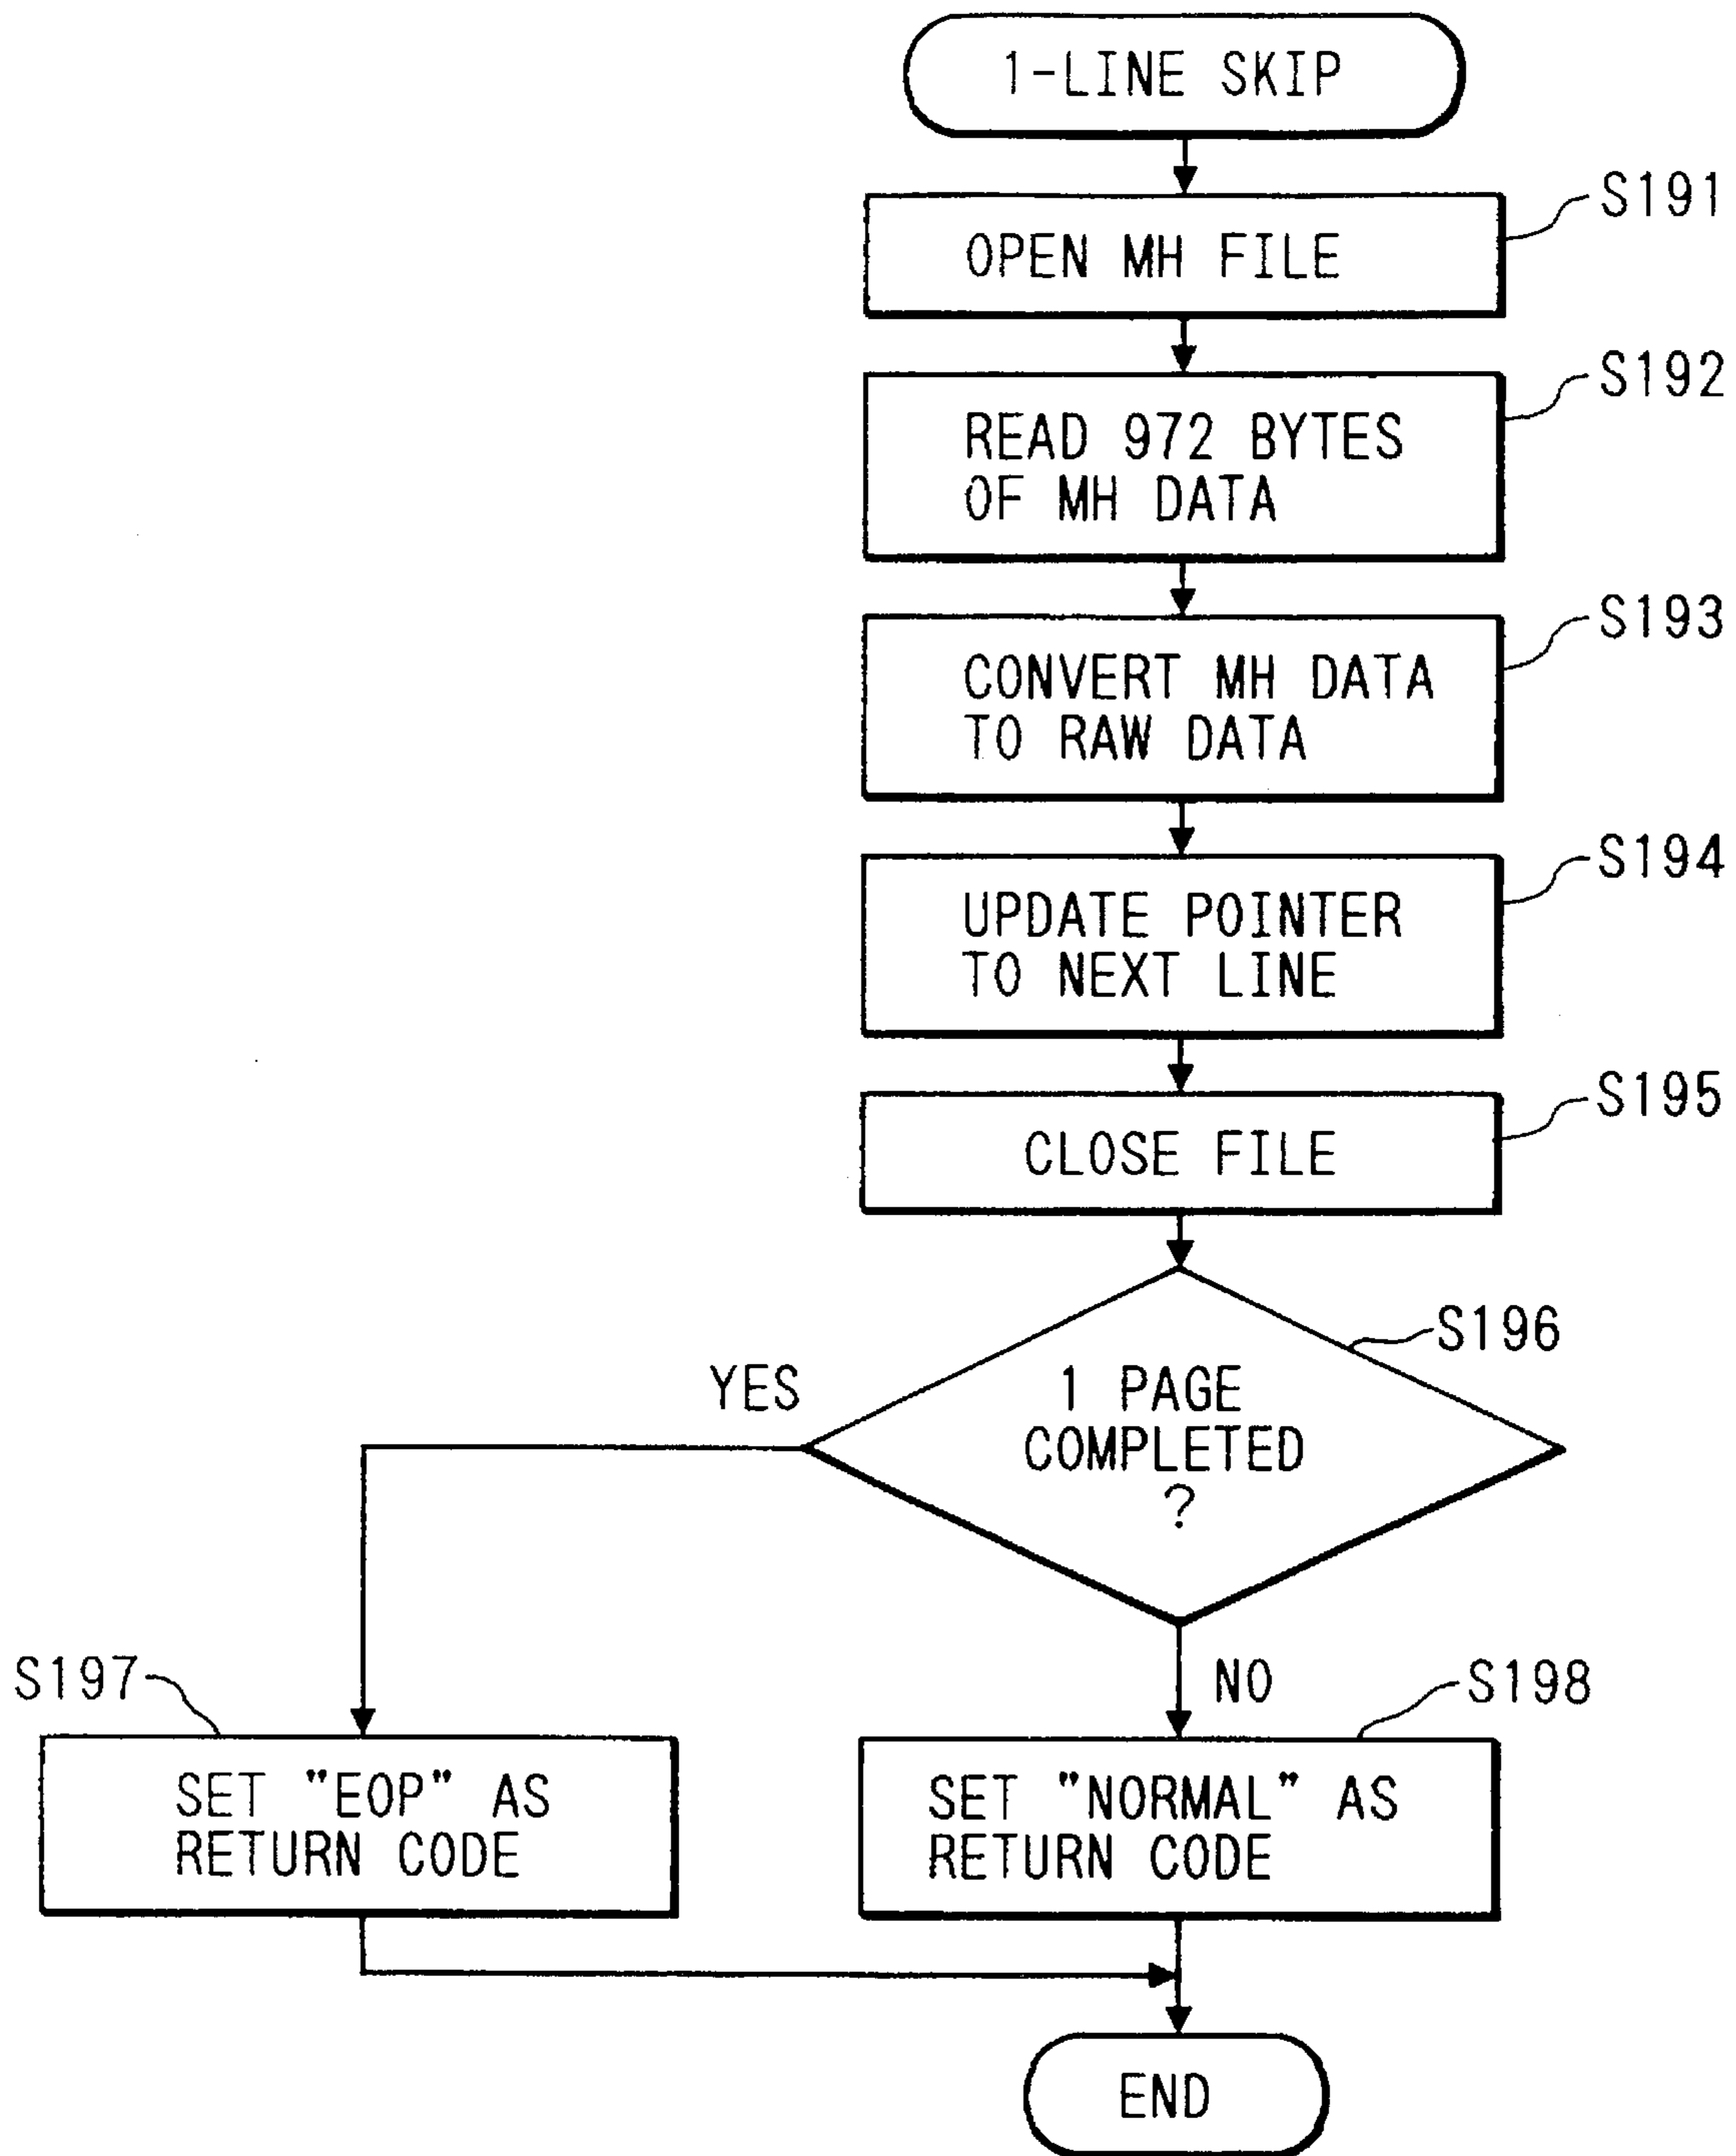 1-LINE SKIP
S191
OPEN MH FILE
S192
READ 972 BYTES
OF MH DATA
S193
CONVERT MH DATA
TO RAW DATA
S194
UPDATE POINTER
TO NEXT LINE
S195
CLOSE FILE
S196
YES
1 PAGE
COMPLETED
?
NO
S197
SET "EOP" AS
RETURN CODE
S198
SET "NORMAL" AS
RETURN CODE
END